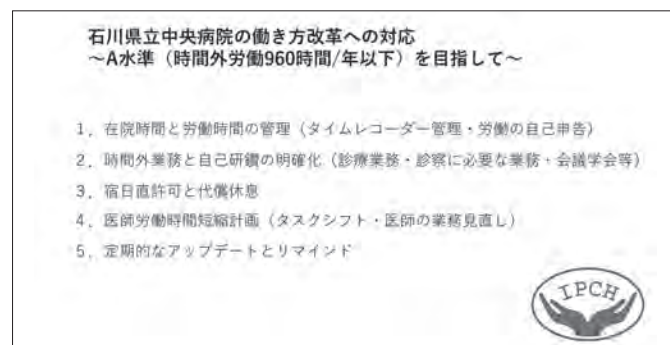 石川県立中央病院の働き方改革への対応
〜A水準（時間外労働960時間/年以下）を目指して〜
1．在院時間と労働時間の管理（タイムレコーダー管理・労働の自己申告）
2．時間外業務と自己研鑽の明確化（診療業務・診察に必要な業務・会議学会等）
3．宿日直許可と代償休息
4．医師労働時間短縮計画（タスクシフト・医師の業務見直し）
5．定期的なアップデートとリマインド
IPCH